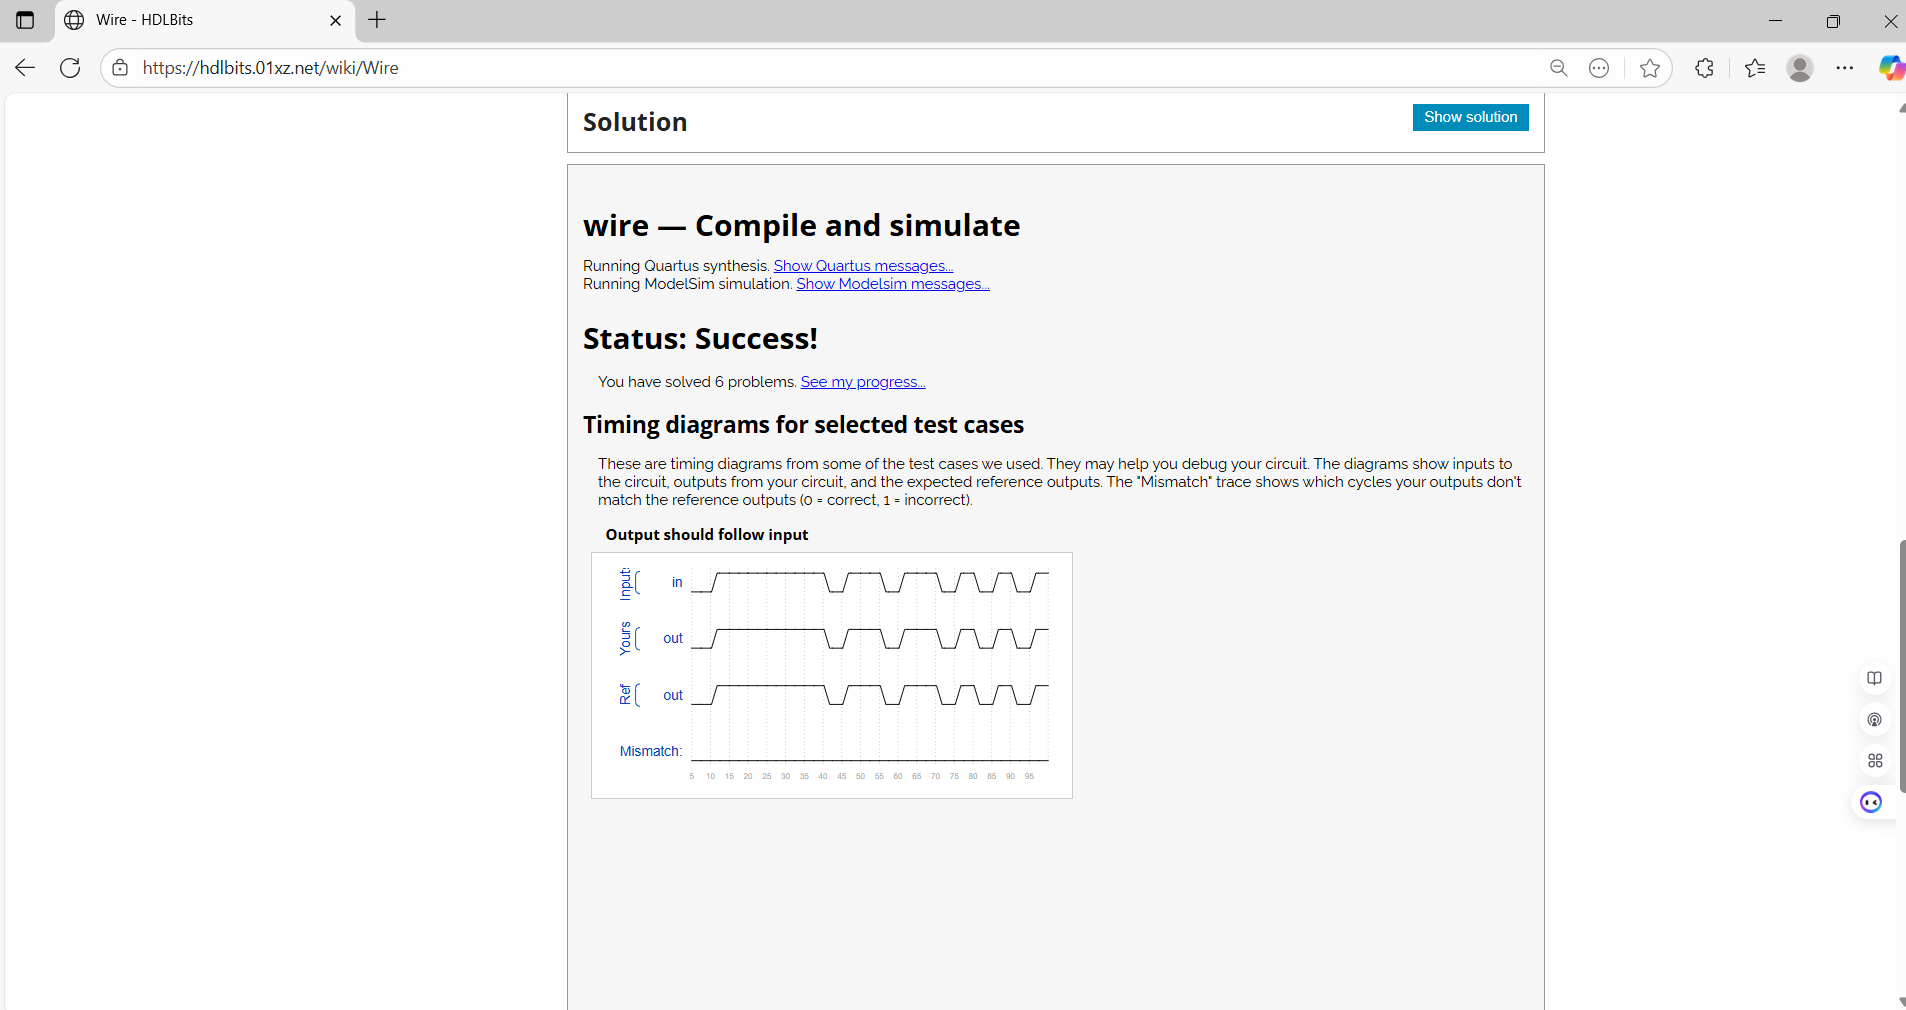 Wire - HDLBits
https://hdlbits.01xz.net/wiki/Wire
Solution
Show solution
wire — Compile and simulate
Running Quartus synthesis. Show Quartus messages...
Running ModelSim simulation. Show Modelsim messages...
Status: Success!
You have solved 6 problems. See my progress...
Timing diagrams for selected test cases
These are timing diagrams from some of the test cases we used. They may help you debug your circuit. The diagrams show inputs to
the circuit, outputs from your circuit, and the expected reference outputs. The "Mismatch" trace shows which cycles your outputs don't
match the reference outputs (0 = correct, 1 = incorrect).
Output should follow input
Inputs
in
Yours
out
Ref
out
Mismatch:
5 10 15 20 25 30 35 40 45 50 55 60 65 70 75 80 85 90 95